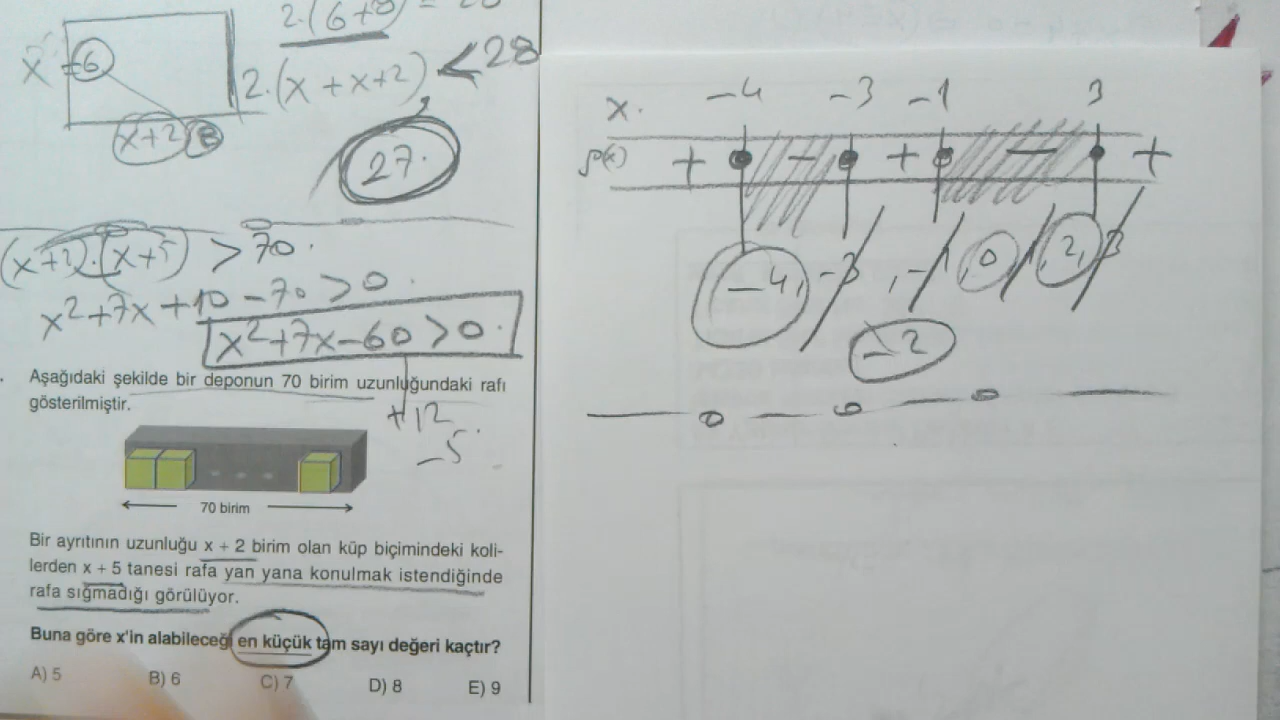 2.(6+8) = 28
x 6
2.(x + x+2) < 28
x+2 8
27.
(x+2).(x+5) > 70.
x²+7x+10-70 > 0.
x²+7x-60 > 0.
+12
-5
Aşağıdaki şekilde bir deponun 70 birim uzunluğundaki rafı
gösterilmiştir.
70 birim
Bir ayrıtının uzunluğu x + 2 birim olan küp biçimindeki koli-
lerden x + 5 tanesi rafa yan yana konulmak istendiğinde
rafa sığmadığı görülüyor.
Buna göre x'in alabileceği en küçük tam sayı değeri kaçtır?
A) 5 B) 6 C) 7 D) 8 E) 9
x. -4 -3 -1 3
p(x) + - + - +
-4, -3, -1, 0, 1, 2, 3
-2